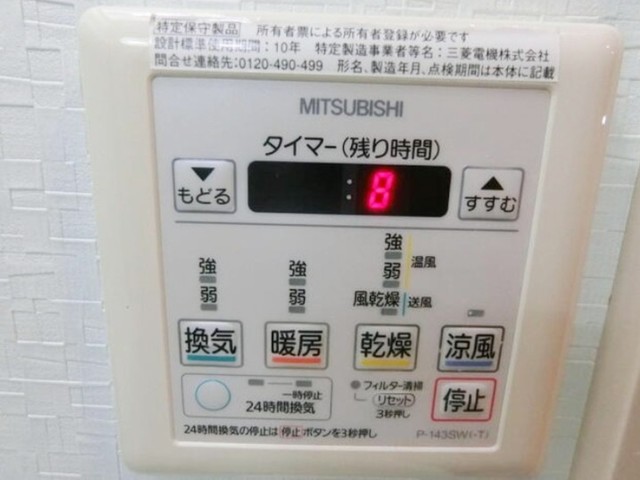 特定保守製品 所有者票による所有者登録が必要です
設計標準使用期間：10年 特定製造事業者等名：三菱電機株式会社
問合せ連絡先：0120-490-499 形名、製造年月、点検期間は本体に記載
MITSUBISHI
タイマー(残り時間)
▼ : 8 ▲
もどる すすむ
強 強 強 温風
弱 弱 弱
風乾燥 送風
換気 暖房 乾燥 涼風
一時停止 フィルター清掃
24時間換気 リセット 停止
3秒押し
24時間換気の停止は 停止 ボタンを3秒押し P-143SW(-T)